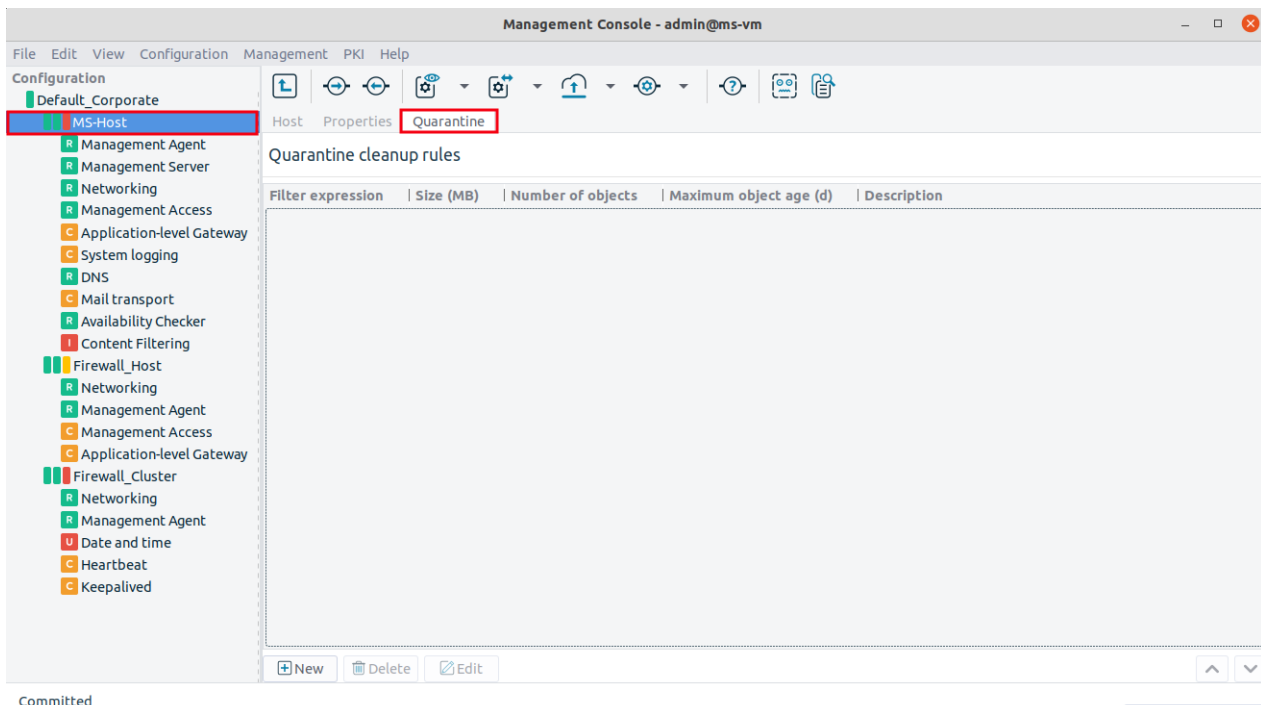 Management Console - admin@ms-vm
File Edit View Configuration Management PKI Help
Configuration
Default_Corporate
MS-Host
R Management Agent
R Management Server
R Networking
R Management Access
C Application-level Gateway
C System logging
R DNS
C Mail transport
R Availability Checker
I Content Filtering
Firewall_Host
R Networking
R Management Agent
C Management Access
C Application-level Gateway
Firewall_Cluster
R Networking
R Management Agent
U Date and time
C Heartbeat
C Keepalived
Host Properties Quarantine
Quarantine cleanup rules
Filter expression | Size (MB) | Number of objects | Maximum object age (d) | Description
New Delete Edit
Committed